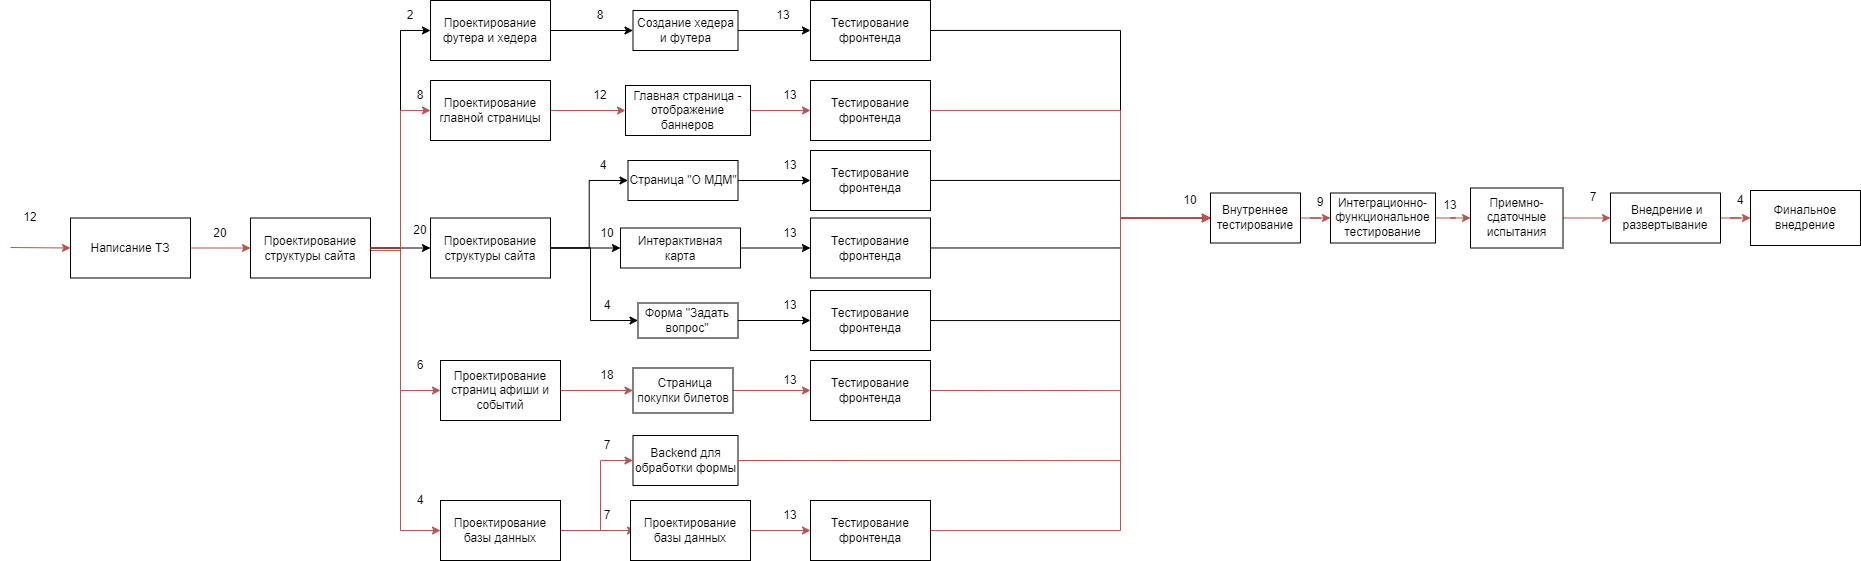 12
Написание ТЗ
20
Проектирование
структуры сайта
2
Проектирование
футера и хедера
8
Создание хедера
и футера
13
Тестирование
фронтенда
8
Проектирование
главной страницы
12
Главная страница -
отображение
баннеров
13
Тестирование
фронтенда
20
Проектирование
структуры сайта
4
Страница "О МДМ"
13
Тестирование
фронтенда
10
Интерактивная
карта
13
Тестирование
фронтенда
4
Форма "Задать
вопрос"
13
Тестирование
фронтенда
6
Проектирование
страниц афиши и
событий
18
Страница
покупки билетов
13
Тестирование
фронтенда
4
Проектирование
базы данных
7
Backend для
обработки формы
7
Проектирование
базы данных
13
Тестирование
фронтенда
10
Внутреннее
тестирование
9
Интеграционно-
функциональное
тестирование
13
Приемно-
сдаточные
испытания
7
Внедрение и
развертывание
4
Финальное
внедрение